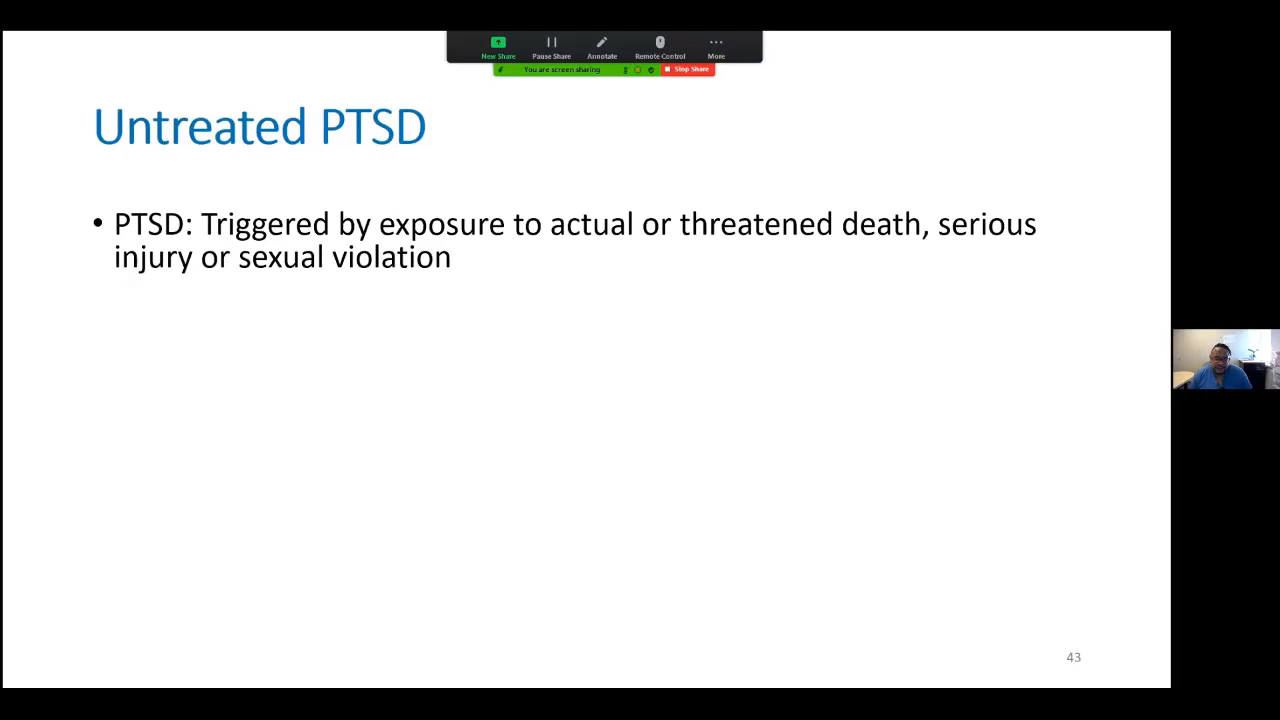 New Share Pause Share Annotate Remote Control More
You are screen sharing Stop Share
Untreated PTSD
• PTSD: Triggered by exposure to actual or threatened death, serious
injury or sexual violation
43